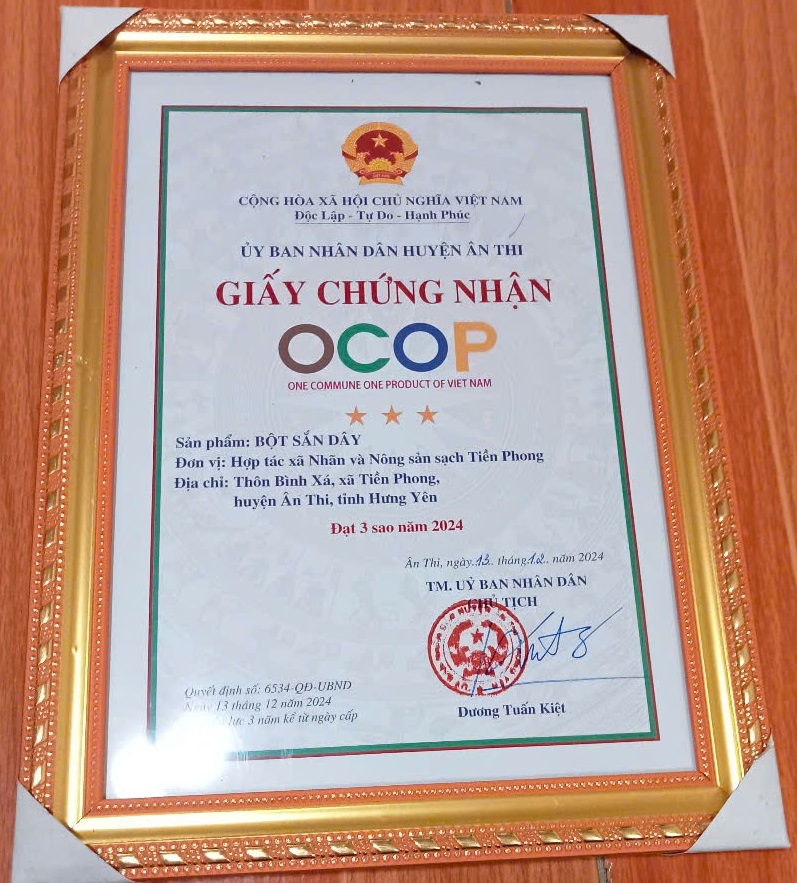 CỘNG HÒA XÃ HỘI CHỦ NGHĨA VIỆT NAM
Độc Lập - Tự Do - Hạnh Phúc
ỦY BAN NHÂN DÂN HUYỆN ÂN THI
GIẤY CHỨNG NHẬN
OCOP
ONE COMMUNE ONE PRODUCT OF VIET NAM
Sản phẩm: BỘT SẮN DÂY
Đơn vị: Hợp tác xã Nhãn và Nông sản sạch Tiền Phong
Địa chỉ: Thôn Bình Xá, xã Tiền Phong,
huyện Ân Thi, tỉnh Hưng Yên
Đạt 3 sao năm 2024
Ân Thi, ngày 13 tháng 12 năm 2024
TM. UỶ BAN NHÂN DÂN
CHỦ TỊCH
Dương Tuấn Kiệt
Quyết định số: 6534-QĐ-UBND
Ngày 13 tháng 12 năm 2024
lực 3 năm kể từ ngày cấp